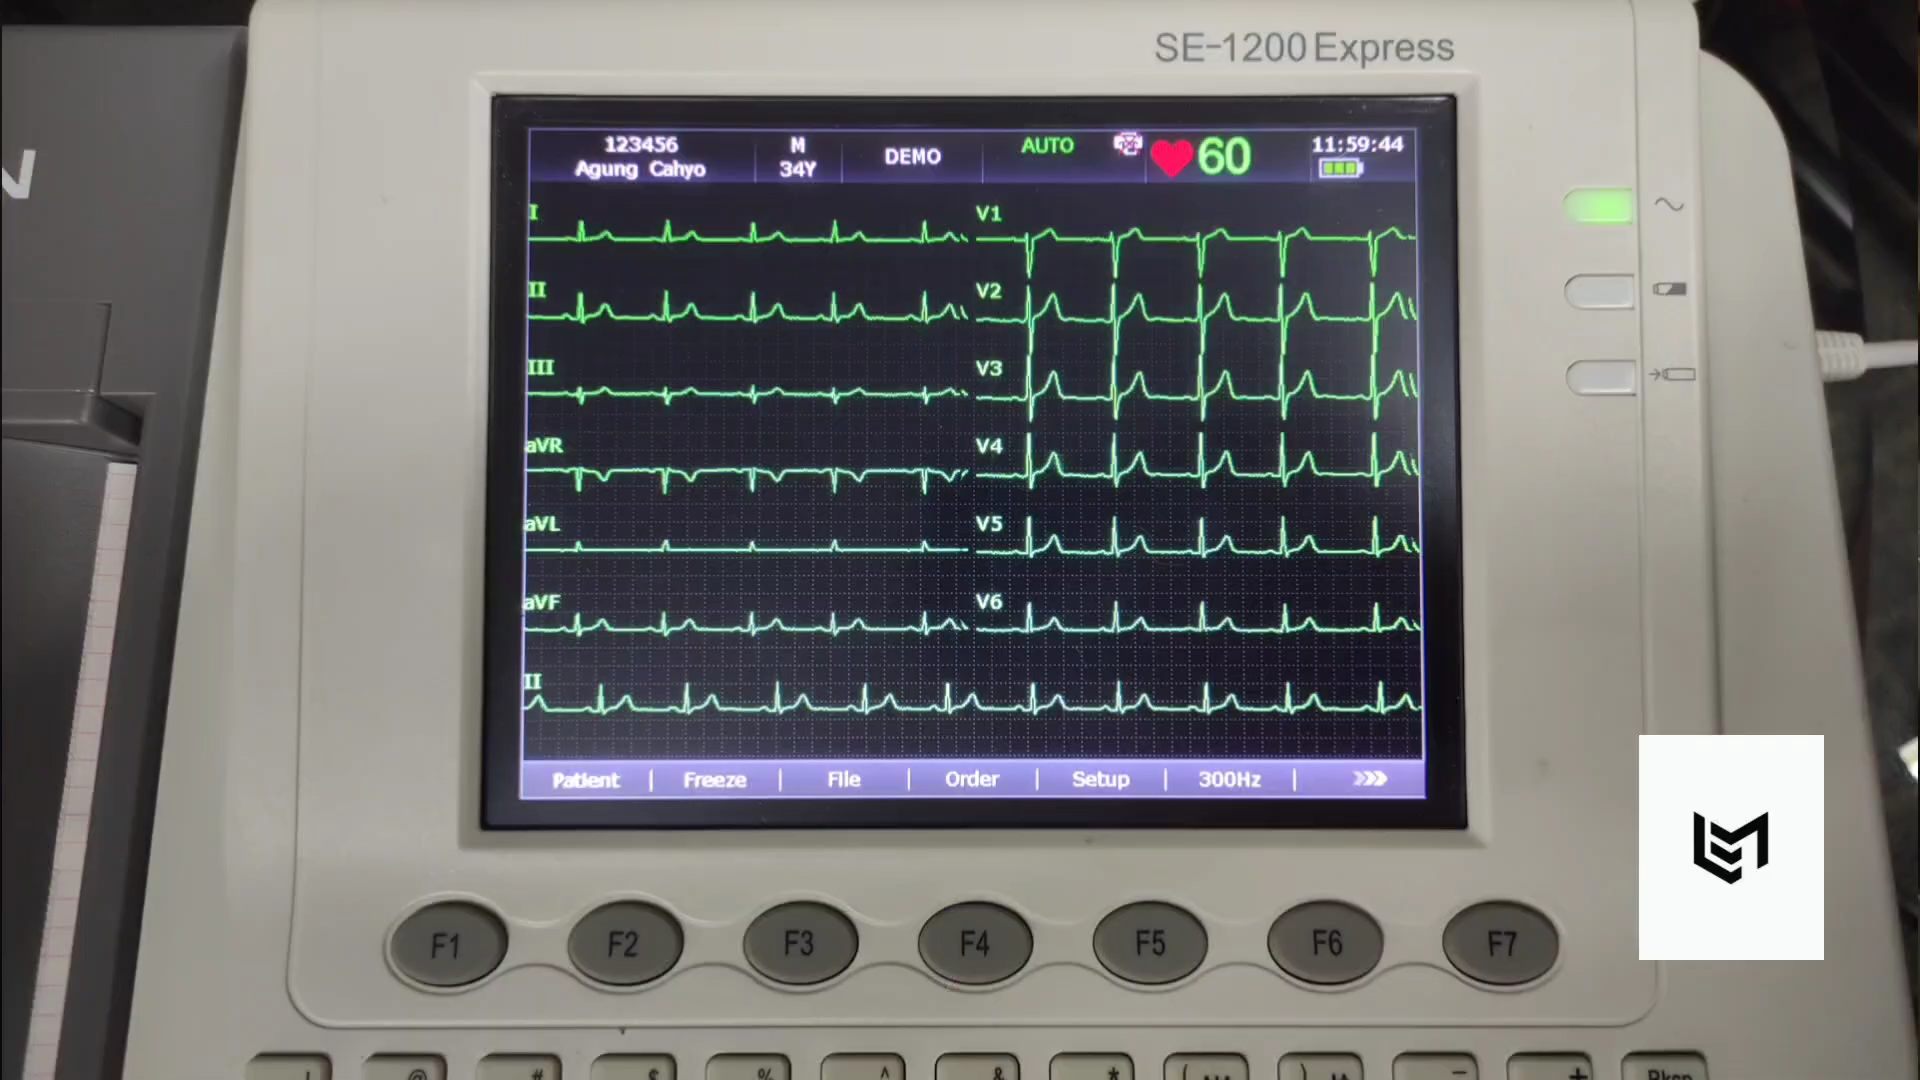 SE-1200 Express
123456
Agung Cahyo
M
34Y
DEMO
AUTO
60
11:59:44
I
V1
II
V2
III
V3
aVR
V4
aVL
V5
aVF
V6
II
Patient
Freeze
File
Order
Setup
300Hz
F1
F2
F3
F4
F5
F6
F7
! @ # $ % ^ & * ( ) − + Bksp